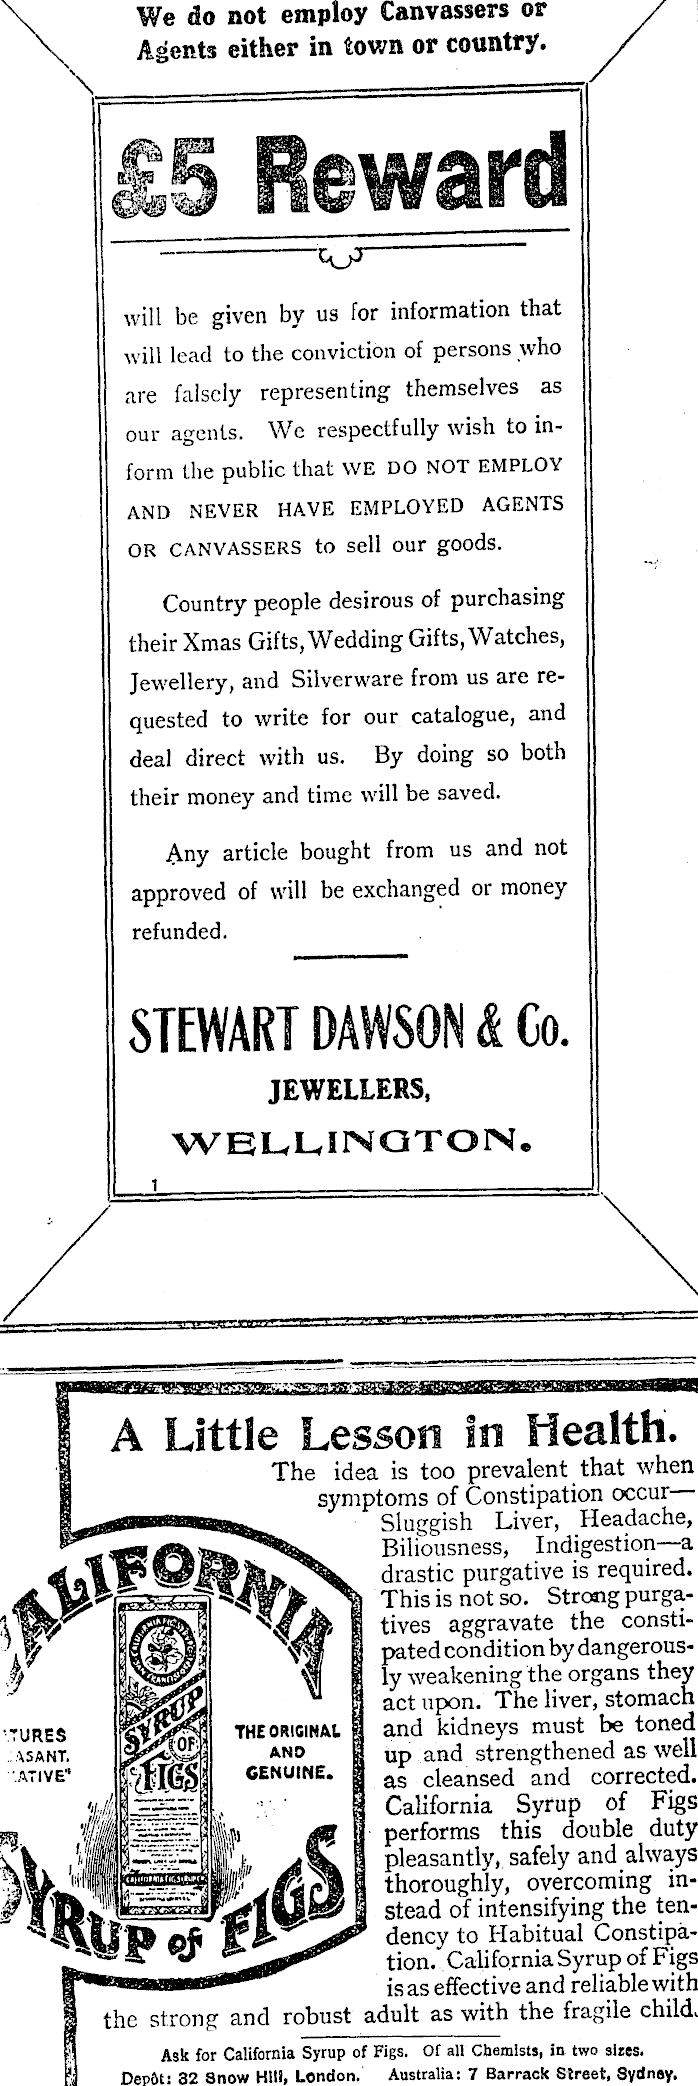 We do not employ Canvassers or
Agents either in town or country.
£5 Reward
will be given by us for information that
will lead to the conviction of persons who
are falsely representing themselves as
our agents. We respectfully wish to in-
form the public that WE DO NOT EMPLOY
AND NEVER HAVE EMPLOYED AGENTS
OR CANVASSERS to sell our goods.
Country people desirous of purchasing
their Xmas Gifts, Wedding Gifts, Watches,
Jewellery, and Silverware from us are re-
quested to write for our catalogue, and
deal direct with us. By doing so both
their money and time will be saved.
Any article bought from us and not
approved of will be exchanged or money
refunded.
STEWART DAWSON & Co.
JEWELLERS,
WELLINGTON.
1
A Little Lesson in Health.
The idea is too prevalent that when
symptoms of Constipation occur—
Sluggish Liver, Headache,
Biliousness, Indigestion—a
drastic purgative is required.
This is not so. Strong purga-
tives aggravate the consti-
pated condition by dangerous-
ly weakening the organs they
act upon. The liver, stomach
and kidneys must be toned
up and strengthened as well
as cleansed and corrected.
California Syrup of Figs
performs this double duty
pleasantly, safely and always
thoroughly, overcoming in-
stead of intensifying the ten-
dency to Habitual Constipa-
tion. California Syrup of Figs
is as effective and reliable with
the strong and robust adult as with the fragile child.
CALIFORNIA
SYRUP
OF
FIGS
TURES
ASANT.
ATIVE"
THE ORIGINAL
AND
GENUINE.
SYRUP of FIGS
Ask for California Syrup of Figs. Of all Chemists, in two sizes.
Depôt: 32 Snow Hill, London. Australia: 7 Barrack Street, Sydney.